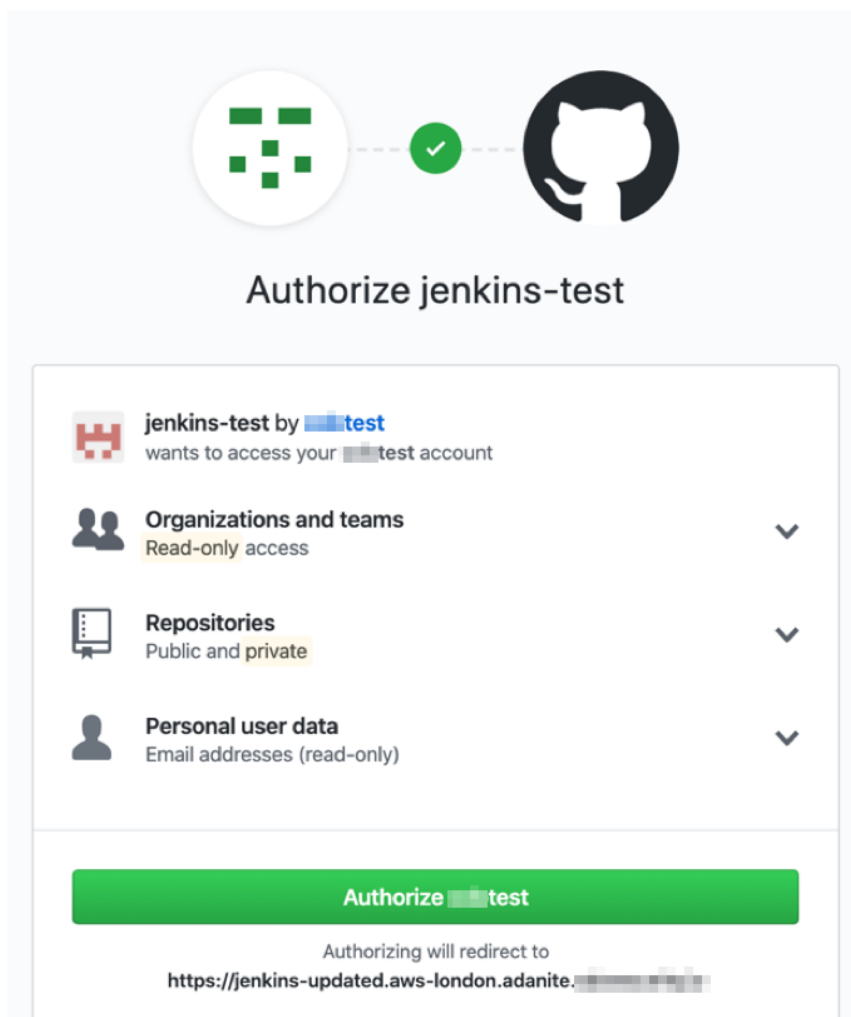 Authorize jenkins-test
jenkins-test by test
wants to access your test account
Organizations and teams
Read-only access
Repositories
Public and private
Personal user data
Email addresses (read-only)
Authorize test
Authorizing will redirect to
https://jenkins-updated.aws-london.adanite.